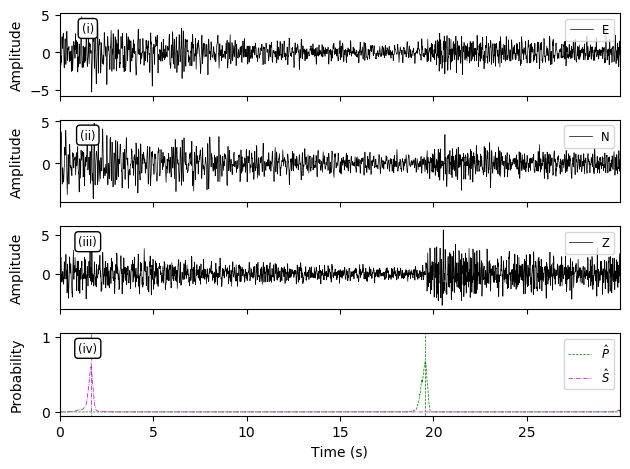 5
0
−5
Amplitude
(i)
E
5
0
Amplitude
(ii)
N
5
0
Amplitude
(iii)
Z
1
0
Probability
(iv)
P̂
Ŝ
0 5 10 15 20 25
Time (s)